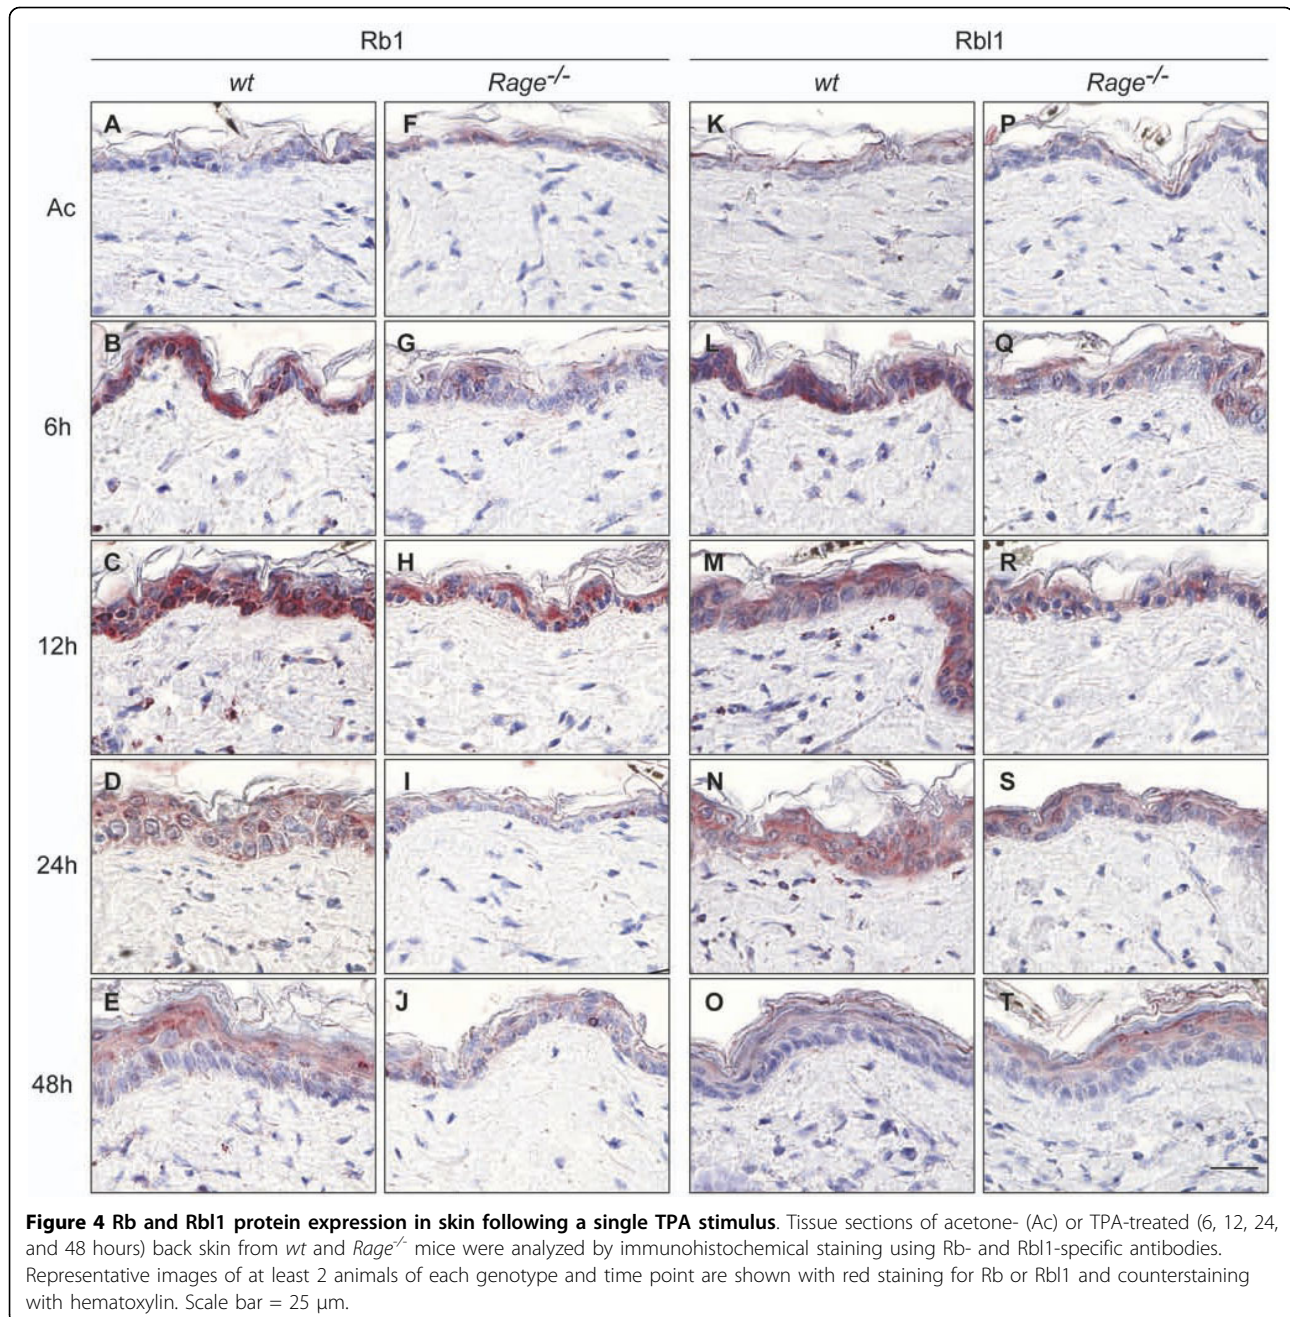 Rb1 Rbl1
wt Rage-/- wt Rage-/-
A F K P
Ac
B G L Q
6h
C H M R
12h
D I N S
24h
E J O T
48h
Figure 4 Rb and Rbl1 protein expression in skin following a single TPA stimulus. Tissue sections of acetone- (Ac) or TPA-treated (6, 12, 24,
and 48 hours) back skin from wt and Rage-/- mice were analyzed by immunohistochemical staining using Rb- and Rbl1-specific antibodies.
Representative images of at least 2 animals of each genotype and time point are shown with red staining for Rb or Rbl1 and counterstaining
with hematoxylin. Scale bar = 25 μm.